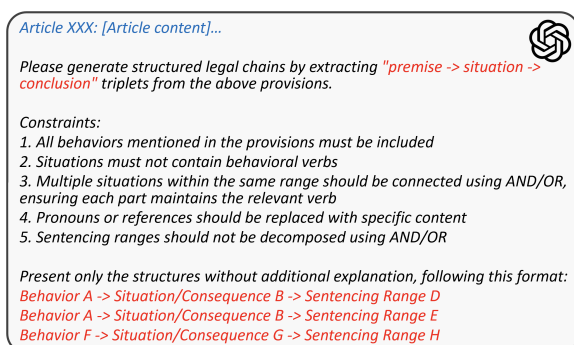 Article XXX: [Article content]...
Please generate structured legal chains by extracting "premise -> situation ->
conclusion" triplets from the above provisions.
Constraints:
1. All behaviors mentioned in the provisions must be included
2. Situations must not contain behavioral verbs
3. Multiple situations within the same range should be connected using AND/OR,
ensuring each part maintains the relevant verb
4. Pronouns or references should be replaced with specific content
5. Sentencing ranges should not be decomposed using AND/OR
Present only the structures without additional explanation, following this format:
Behavior A -> Situation/Consequence B -> Sentencing Range D
Behavior A -> Situation/Consequence B -> Sentencing Range E
Behavior F -> Situation/Consequence G -> Sentencing Range H